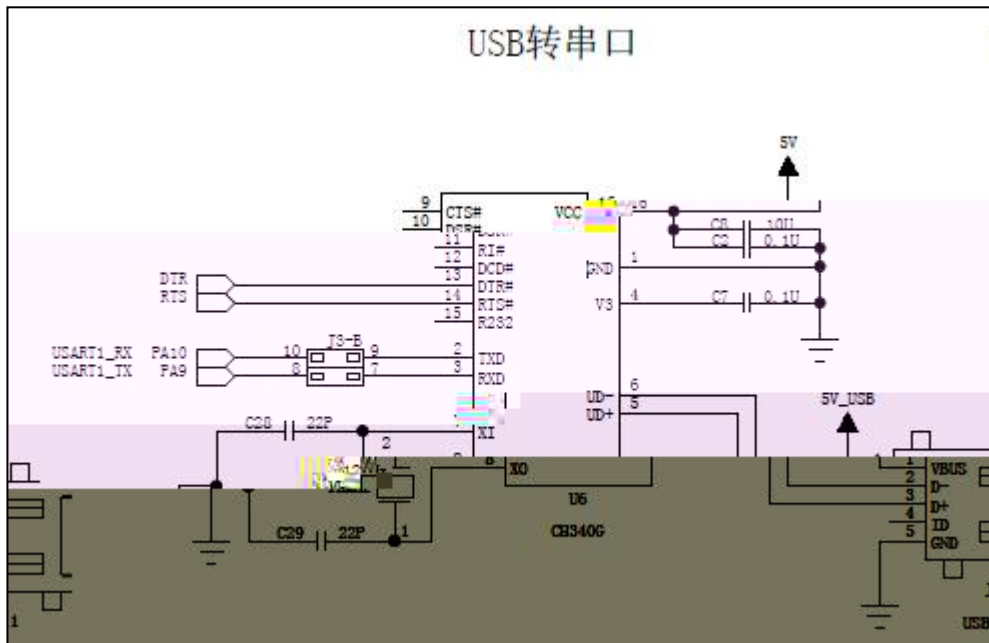 USB转串口
5V
9 CTS# VCC
10
C8 10U
11 C2 0.1U
12 RI#
13 DCD# GND 1
DTR DTR#
RTS 14 RTS# V3 4 C7 0.1U
15 R232
J3-B
USART1_RX PA10 10 9 2 TXD
USART1_TX PA9 8 7 3 RXD
UD- 6
UD+ 5
5V_USB
C28 22P XI
2
8 XO
1 VBUS
2 D-
3 D+
4 ID
5 GND
U6
CH340G
C29 22P 1
1
USB